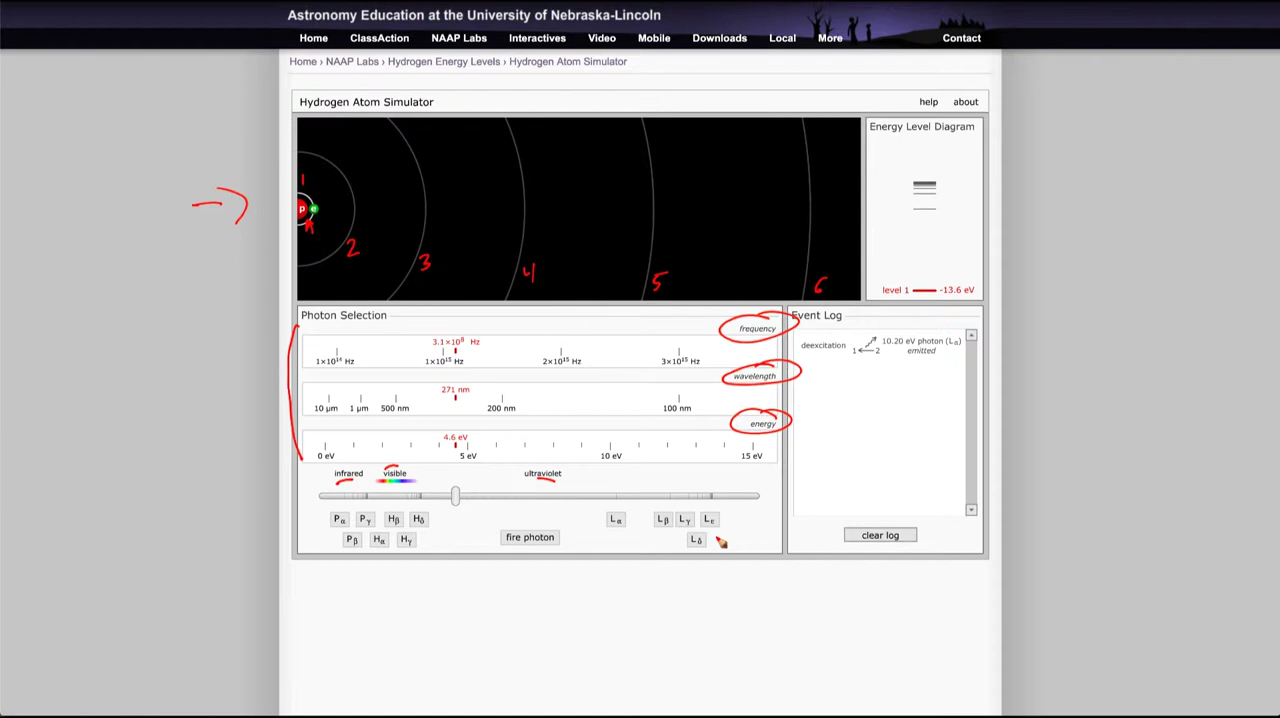 Astronomy Education at the University of Nebraska-Lincoln
Home ClassAction NAAP Labs Interactives Video Mobile Downloads Local More Contact
Home › NAAP Labs › Hydrogen Energy Levels › Hydrogen Atom Simulator
Hydrogen Atom Simulator help about
Energy Level Diagram
1
p e
2
3
4
5
6
level 1 -13.6 eV
Photon Selection
frequency
3.1×10⁸ Hz
1×10¹⁴ Hz 1×10¹⁵ Hz 2×10¹⁵ Hz 3×10¹⁵ Hz
wavelength
271 nm
10 µm 1 µm 500 nm 200 nm 100 nm
energy
4.6 eV
0 eV 5 eV 10 eV 15 eV
infrared visible ultraviolet
Pα Pγ Hβ Hδ Lα Lβ Lγ Lε
Pβ Hα Hγ fire photon Lδ
Event Log
deexcitation 1 2 10.20 eV photon (Lα)
emitted
clear log